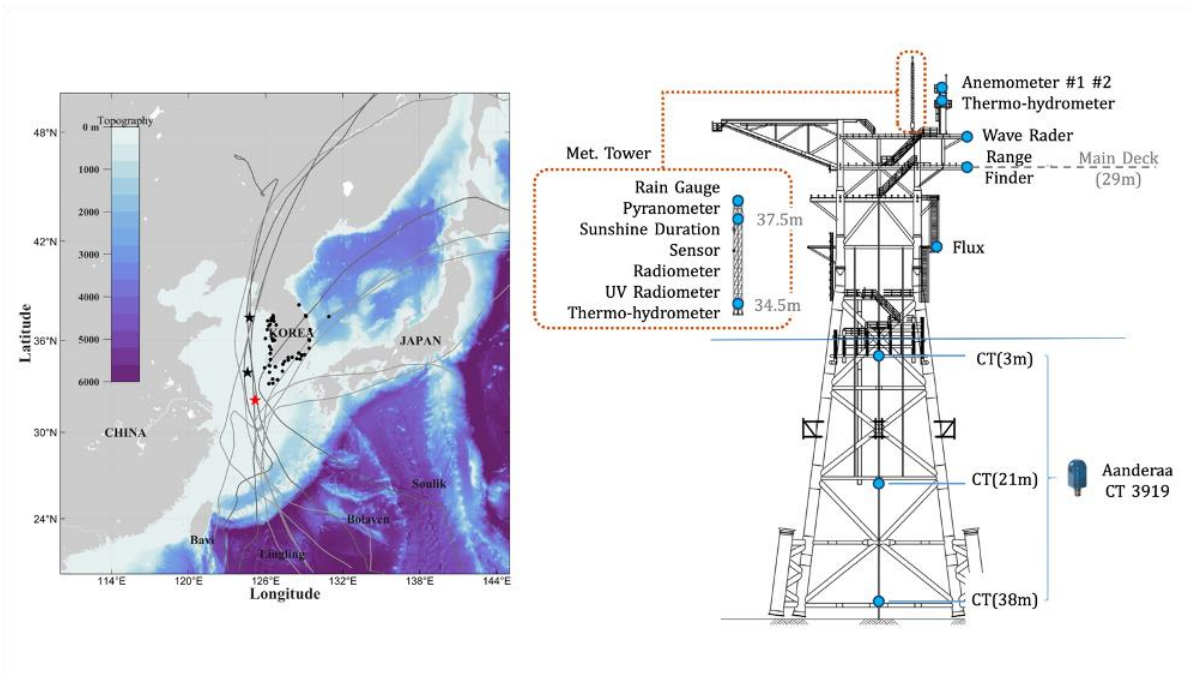 Topography
0 m
1000
2000
3000
4000
5000
6000
48°N
42°N
36°N
30°N
24°N
Latitude
114°E
120°E
126°E
132°E
138°E
144°E
Longitude
KOREA
JAPAN
CHINA
Soulik
Bolaven
Bavi
Lingling
Anemometer #1 #2
Thermo-hydrometer
Wave Rader
Range
Finder
Main Deck
(29m)
Flux
Met. Tower
Rain Gauge
Pyranometer
Sunshine Duration
Sensor
Radiometer
UV Radiometer
Thermo-hydrometer
37.5m
34.5m
CT(3m)
CT(21m)
CT(38m)
Aanderaa
CT 3919